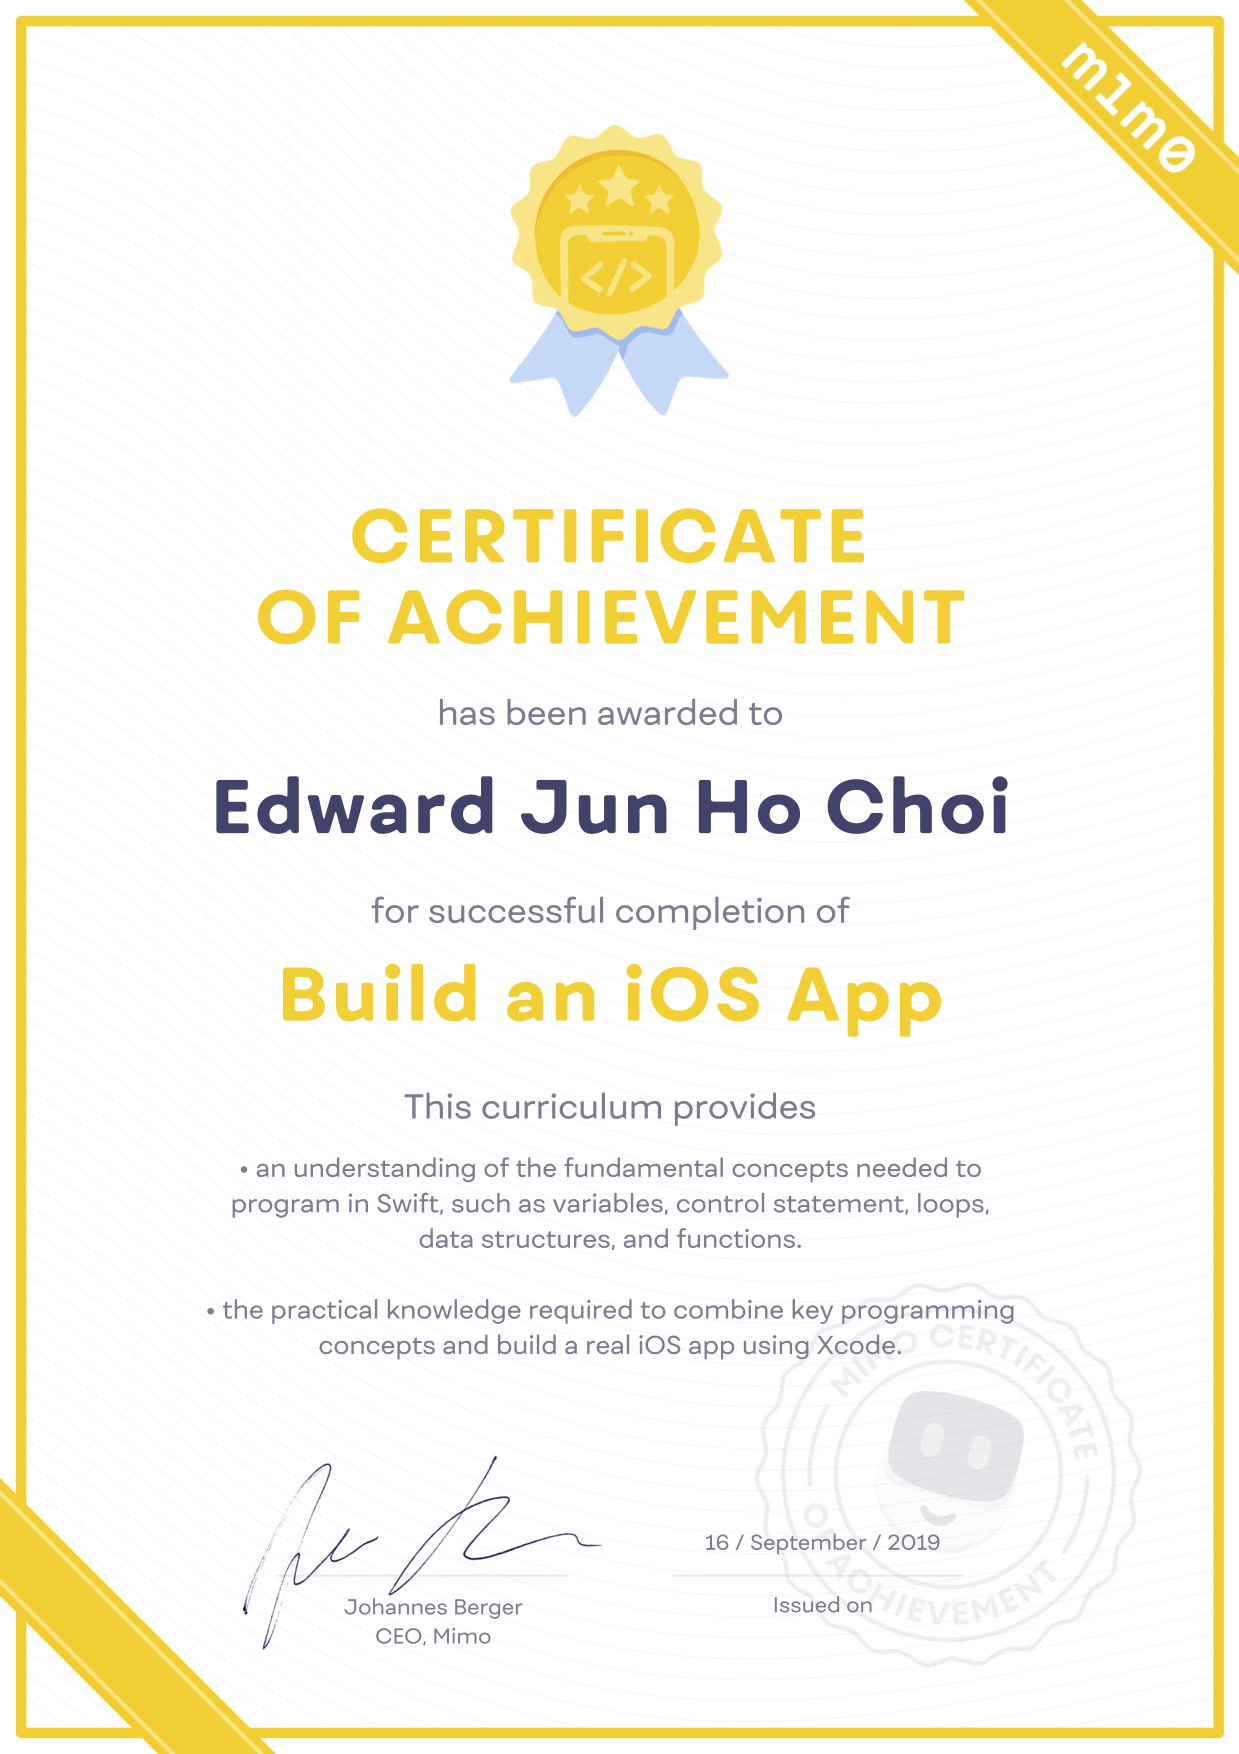 m1m0
</>
CERTIFICATE
OF ACHIEVEMENT
has been awarded to
Edward Jun Ho Choi
for successful completion of
Build an iOS App
This curriculum provides
• an understanding of the fundamental concepts needed to
program in Swift, such as variables, control statement, loops,
data structures, and functions.
• the practical knowledge required to combine key programming
concepts and build a real iOS app using Xcode.
MIMO CERTIFICATE
OF ACHIEVEMENT
16 / September / 2019
Issued on
Johannes Berger
CEO, Mimo